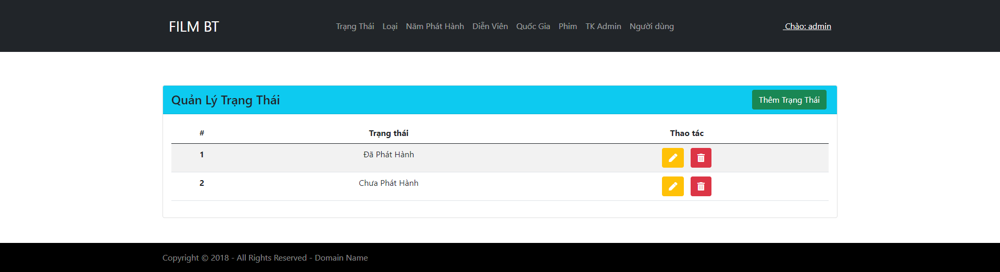 FILM BT Trạng Thái Loại Năm Phát Hành Diễn Viên Quốc Gia Phim TK Admin Người dùng Chào: admin
Quản Lý Trạng Thái Thêm Trạng Thái
# Trạng thái Thao tác
1 Đã Phát Hành
2 Chưa Phát Hành
Copyright © 2018 - All Rights Reserved - Domain Name